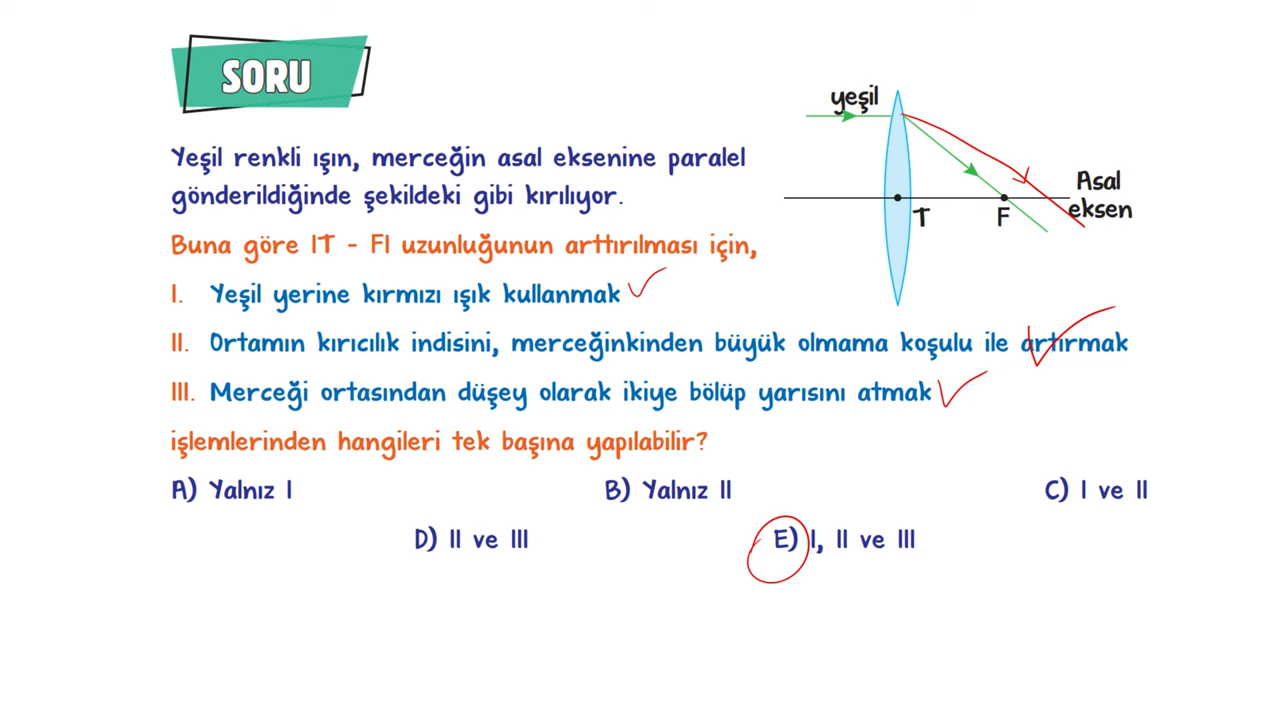 SORU
yeşil
Yeşil renkli ışın, merceğin asal eksenine paralel
gönderildiğinde şekildeki gibi kırılıyor.
Asal
eksen
T
F
Buna göre |T - F| uzunluğunun arttırılması için,
I. Yeşil yerine kırmızı ışık kullanmak
II. Ortamın kırıcılık indisini, merceğinkinden büyük olmama koşulu ile artırmak
III. Merceği ortasından düşey olarak ikiye bölüp yarısını atmak
işlemlerinden hangileri tek başına yapılabilir?
A) Yalnız I
B) Yalnız II
C) I ve II
D) II ve III
E) I, II ve III